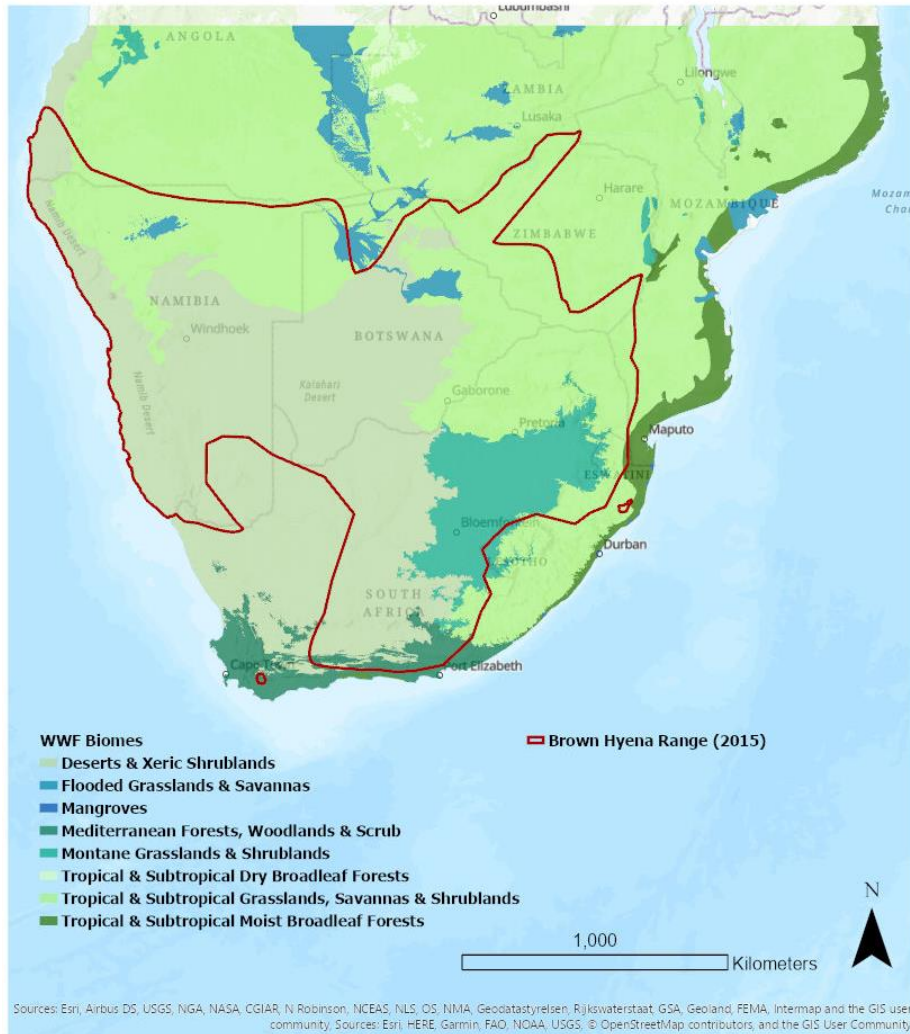 Lubumbashi
ANGOLA
Lilongwe
ZAMBIA
Lusaka
Harare
MOZAMBIQUE
Mozam
Cha
Namib Desert
ZIMBABWE
NAMIBIA
Windhoek
BOTSWANA
Kalahari
Desert
Gaborone
Namib Desert
Pretoria
Maputo
ESWATINI
Bloemfontein
Durban
LESOTHO
SOUTH
AFRICA
Cape Town
Port Elizabeth
WWF Biomes
Brown Hyena Range (2015)
Deserts & Xeric Shrublands
Flooded Grasslands & Savannas
Mangroves
Mediterranean Forests, Woodlands & Scrub
Montane Grasslands & Shrublands
Tropical & Subtropical Dry Broadleaf Forests
Tropical & Subtropical Grasslands, Savannas & Shrublands
Tropical & Subtropical Moist Broadleaf Forests
N
1,000
Kilometers
Sources: Esri, Airbus DS, USGS, NGA, NASA, CGIAR, N Robinson, NCEAS, NLS, OS, NMA, Geodatastyrelsen, Rijkswaterstaat, GSA, Geoland, FEMA, Intermap and the GIS user
community, Sources: Esri, HERE, Garmin, FAO, NOAA, USGS, © OpenStreetMap contributors, and the GIS User Community